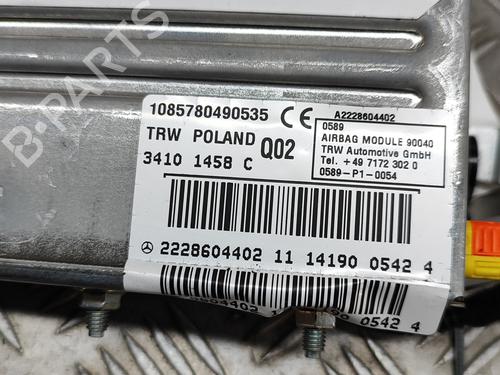 1085780490535 CE A2228604402
TRW POLAND Q02
3410 1458 C
0589
AIRBAG MODULE 90040
TRW Automotive GmbH
Tel. +49 7172 302 0
0589-P1-0054
2228604402 11 14190 0542 4
0542 4
B-PARTS